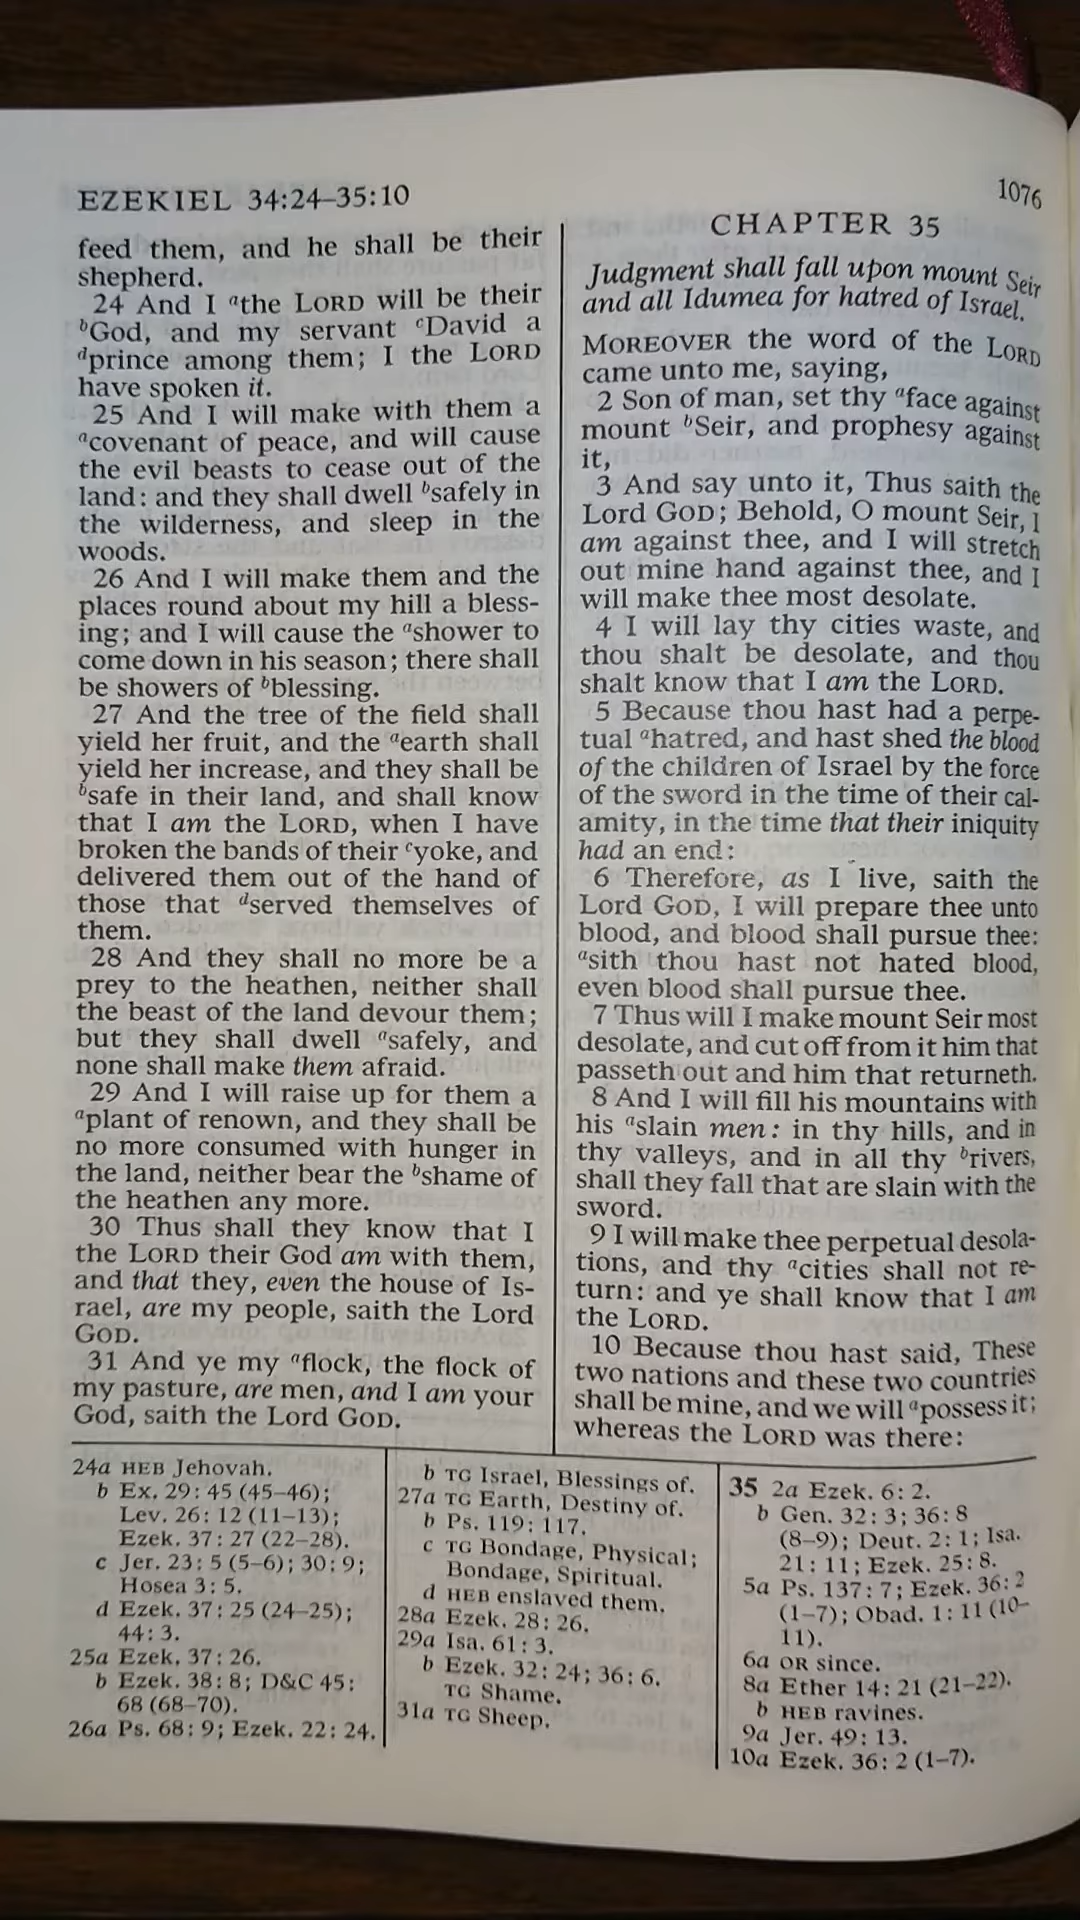 EZEKIEL 34:24–35:10
1076
feed them, and he shall be their
shepherd.
24 And I ᵃthe LORD will be their
ᵇGod, and my servant ᶜDavid a
ᵈprince among them; I the LORD
have spoken it.
25 And I will make with them a
ᵃcovenant of peace, and will cause
the evil beasts to cease out of the
land: and they shall dwell ᵇsafely in
the wilderness, and sleep in the
woods.
26 And I will make them and the
places round about my hill a bless-
ing; and I will cause the ᵃshower to
come down in his season; there shall
be showers of ᵇblessing.
27 And the tree of the field shall
yield her fruit, and the ᵃearth shall
yield her increase, and they shall be
ᵇsafe in their land, and shall know
that I am the LORD, when I have
broken the bands of their ᶜyoke, and
delivered them out of the hand of
those that ᵈserved themselves of
them.
28 And they shall no more be a
prey to the heathen, neither shall
the beast of the land devour them;
but they shall dwell ᵃsafely, and
none shall make them afraid.
29 And I will raise up for them a
ᵃplant of renown, and they shall be
no more consumed with hunger in
the land, neither bear the ᵇshame of
the heathen any more.
30 Thus shall they know that I
the LORD their God am with them,
and that they, even the house of Is-
rael, are my people, saith the Lord
GOD.
31 And ye my ᵃflock, the flock of
my pasture, are men, and I am your
God, saith the Lord GOD.
CHAPTER 35
Judgment shall fall upon mount Seir
and all Idumea for hatred of Israel.
MOREOVER the word of the LORD
came unto me, saying,
2 Son of man, set thy ᵃface against
mount ᵇSeir, and prophesy against
it,
3 And say unto it, Thus saith the
Lord GOD; Behold, O mount Seir, I
am against thee, and I will stretch
out mine hand against thee, and I
will make thee most desolate.
4 I will lay thy cities waste, and
thou shalt be desolate, and thou
shalt know that I am the LORD.
5 Because thou hast had a perpe-
tual ᵃhatred, and hast shed the blood
of the children of Israel by the force
of the sword in the time of their cal-
amity, in the time that their iniquity
had an end:
6 Therefore, as I live, saith the
Lord GOD, I will prepare thee unto
blood, and blood shall pursue thee:
ᵃsith thou hast not hated blood,
even blood shall pursue thee.
7 Thus will I make mount Seir most
desolate, and cut off from it him that
passeth out and him that returneth.
8 And I will fill his mountains with
his ᵃslain men: in thy hills, and in
thy valleys, and in all thy ᵇrivers,
shall they fall that are slain with the
sword.
9 I will make thee perpetual desola-
tions, and thy ᵃcities shall not re-
turn: and ye shall know that I am
the LORD.
10 Because thou hast said, These
two nations and these two countries
shall be mine, and we will ᵃpossess it;
whereas the LORD was there:
24a HEB Jehovah.
b Ex. 29: 45 (45–46);
Lev. 26: 12 (11–13);
Ezek. 37: 27 (22–28).
c Jer. 23: 5 (5–6); 30: 9;
Hosea 3: 5.
d Ezek. 37: 25 (24–25);
44: 3.
25a Ezek. 37: 26.
b Ezek. 38: 8; D&C 45:
68 (68–70).
26a Ps. 68: 9; Ezek. 22: 24.
b TG Israel, Blessings of.
27a TG Earth, Destiny of.
b Ps. 119: 117.
c TG Bondage, Physical;
Bondage, Spiritual.
d HEB enslaved them.
28a Ezek. 28: 26.
29a Isa. 61: 3.
b Ezek. 32: 24; 36: 6.
TG Shame.
31a TG Sheep.
35 2a Ezek. 6: 2.
b Gen. 32: 3; 36: 8
(8–9); Deut. 2: 1; Isa.
21: 11; Ezek. 25: 8.
5a Ps. 137: 7; Ezek. 36: 2
(1–7); Obad. 1: 11 (10–
11).
6a OR since.
8a Ether 14: 21 (21–22).
b HEB ravines.
9a Jer. 49: 13.
10a Ezek. 36: 2 (1–7).